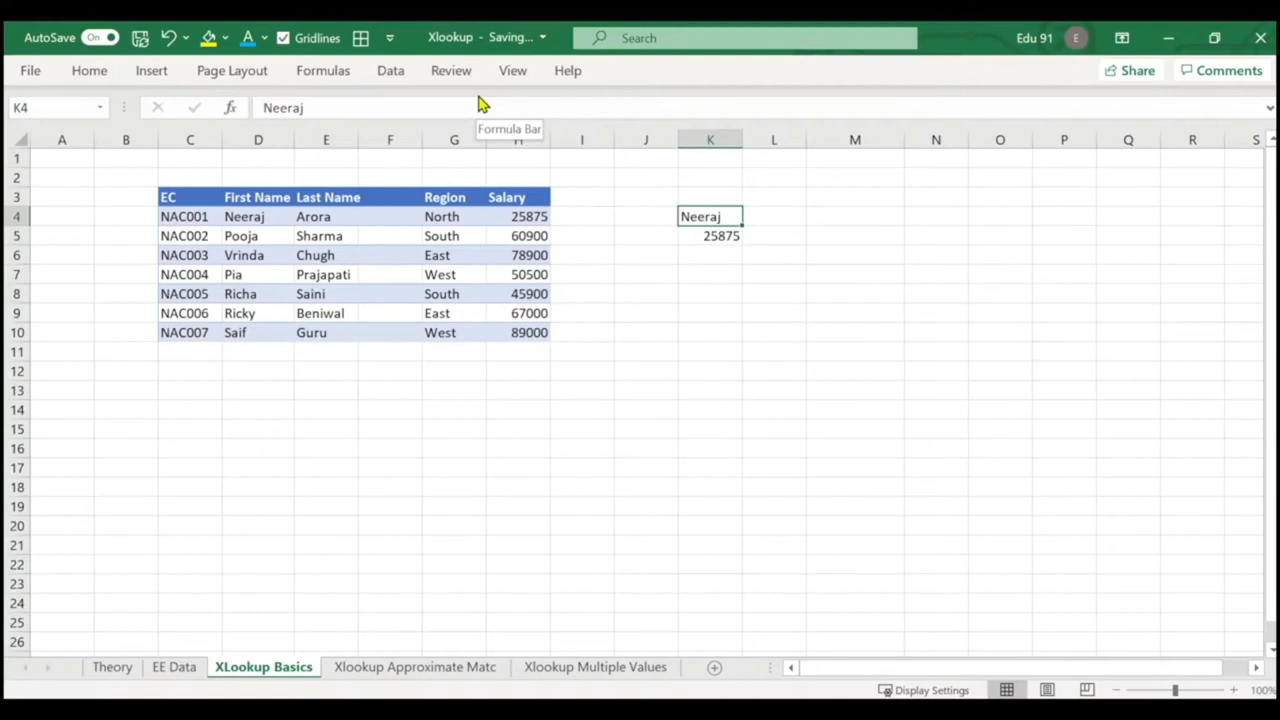 AutoSave On Gridlines Xlookup - Saving... Search Edu 91 E
File Home Insert Page Layout Formulas Data Review View Help Share Comments
K4 fx Neeraj
Formula Bar
A B C D E F G H I J K L M N O P Q R S
1
2
3 EC First Name Last Name Region Salary
4 NAC001 Neeraj Arora North 25875 Neeraj
5 NAC002 Pooja Sharma South 60900 25875
6 NAC003 Vrinda Chugh East 78900
7 NAC004 Pia Prajapati West 50500
8 NAC005 Richa Saini South 45900
9 NAC006 Ricky Beniwal East 67000
10 NAC007 Saif Guru West 89000
11
12
13
14
15
16
17
18
19
20
21
22
23
24
25
26
Theory EE Data XLookup Basics Xlookup Approximate Matc Xlookup Multiple Values
Display Settings 100%